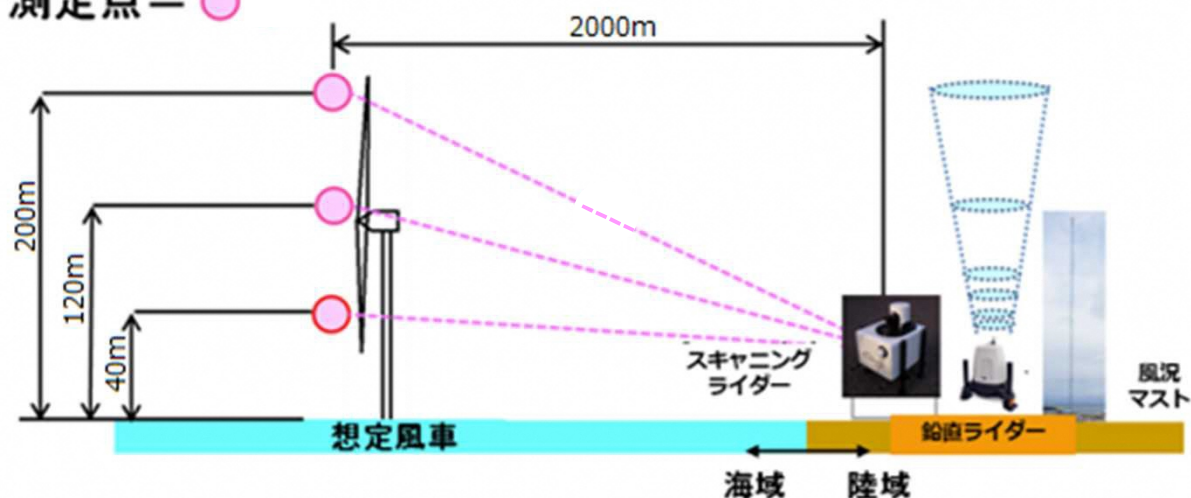 測定点=
2000m
200m
120m
40m
スキャニング
ライダー
風況
マスト
想定風車
鉛直ライダー
海域
陸域